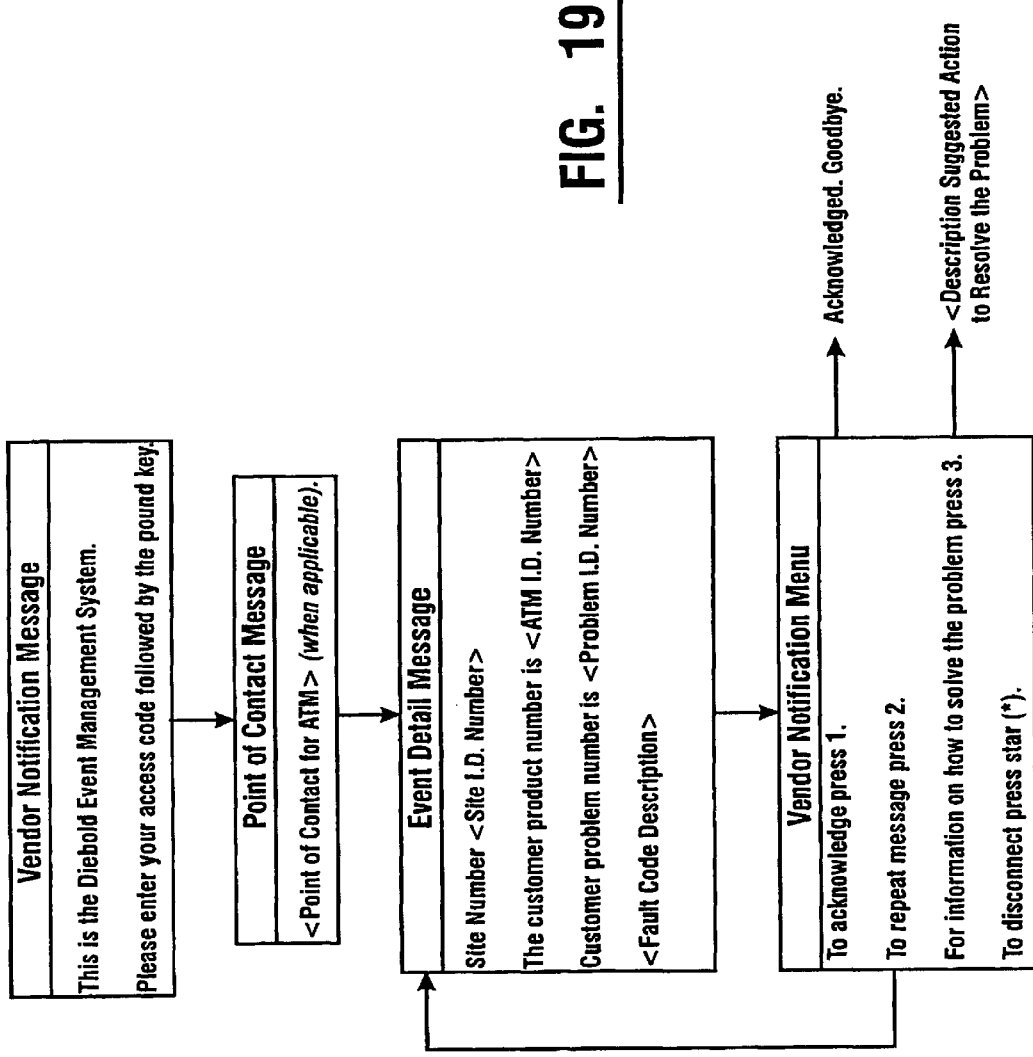 Vendor Notification Message
This is the Diebold Event Management System.
Please enter your access code followed by the pound key.
Point of Contact Message
<Point of Contact for ATM> (when applicable).
Event Detail Message
Site Number <Site I.D. Number>
The customer product number is <ATM I.D. Number>
Customer problem number is <Problem I.D. Number>
<Fault Code Description>
Vendor Notification Menu
To acknowledge press 1.
To repeat message press 2.
For information on how to solve the problem press 3.
To disconnect press star (*).
Acknowledged. Goodbye.
<Description Suggested Action
to Resolve the Problem>
FIG. 19